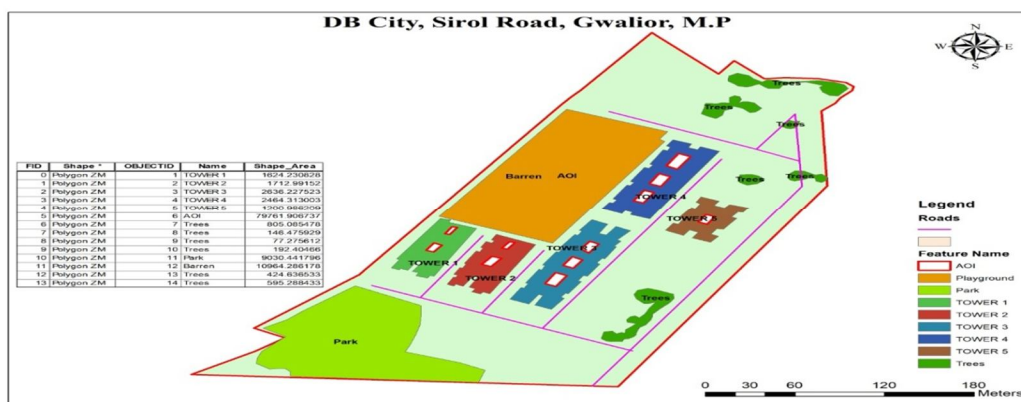 DB City, Sirol Road, Gwalior, M.P
N
W E
S
Trees
Trees
Trees
FID Shape * OBJECTID Name Shape_Area
0 Polygon ZM 1 TOWER 1 1624.230828
1 Polygon ZM 2 TOWER 2 1712.99152
2 Polygon ZM 3 TOWER 3 2636.227523
3 Polygon ZM 4 TOWER 4 2464.313003
4 Polygon ZM 5 TOWER 5
5 Polygon ZM 6 AOI 79761.906737
6 Polygon ZM 7 Trees 805.085478
7 Polygon ZM 8 Trees 148.475929
8 Polygon ZM 9 Trees 77.275612
9 Polygon ZM 10 Trees 192.40466
10 Polygon ZM 11 Park 9030.441796
11 Polygon ZM 12 Barren 10964.286178
12 Polygon ZM 13 Trees 424.636533
13 Polygon ZM 14 Trees 595.288433
Barren AOI
Trees
Trees
TOWER 4
TOWER 5
TOWER 3
TOWER 1
TOWER 2
Trees
Park
Legend
Roads
Feature Name
AOI
Playground
Park
TOWER 1
TOWER 2
TOWER 3
TOWER 4
TOWER 5
Trees
0 30 60 120 180
Meters